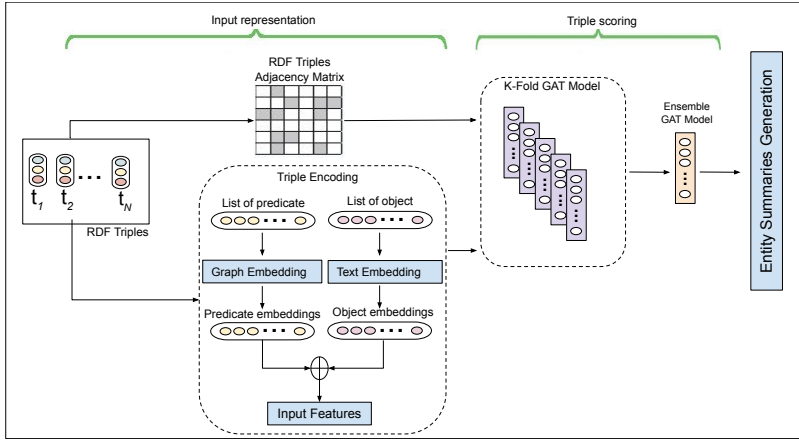 Input representation
Triple scoring
RDF Triples
Adjacency Matrix
K-Fold GAT Model
Ensemble
GAT Model
Entity Summaries Generation
t1 t2 tN
RDF Triples
Triple Encoding
List of predicate
List of object
Graph Embedding
Text Embedding
Predicate embeddings
Object embeddings
Input Features